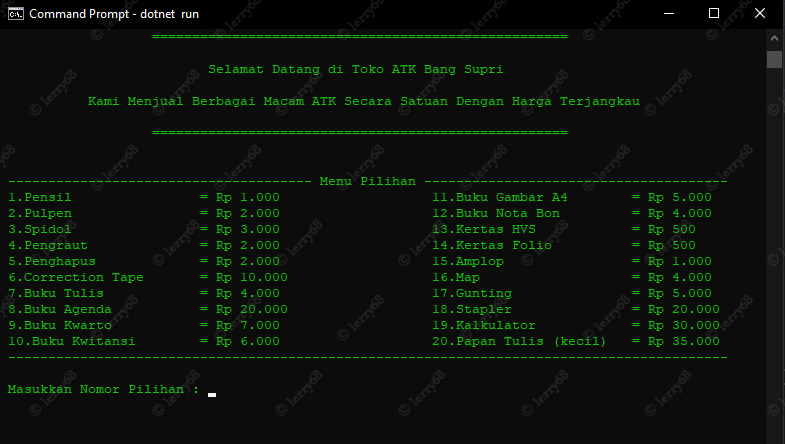 Command Prompt - dotnet run
====================================================
Selamat Datang di Toko ATK Bang Supri
Kami Menjual Berbagai Macam ATK Secara Satuan Dengan Harga Terjangkau
====================================================
-------------------------------------- Menu Pilihan --------------------------------------
1.Pensil = Rp 1.000 11.Buku Gambar A4 = Rp 5.000
2.Pulpen = Rp 2.000 12.Buku Nota Bon = Rp 4.000
3.Spidol = Rp 3.000 13.Kertas HVS = Rp 500
4.Pengraut = Rp 2.000 14.Kertas Folio = Rp 500
5.Penghapus = Rp 2.000 15.Amplop = Rp 1.000
6.Correction Tape = Rp 10.000 16.Map = Rp 4.000
7.Buku Tulis = Rp 4.000 17.Gunting = Rp 5.000
8.Buku Agenda = Rp 20.000 18.Stapler = Rp 20.000
9.Buku Kwarto = Rp 7.000 19.Kalkulator = Rp 30.000
10.Buku Kwitansi = Rp 6.000 20.Papan Tulis (kecil) = Rp 35.000
------------------------------------------------------------------------------------------
Masukkan Nomor Pilihan :
© lerry68